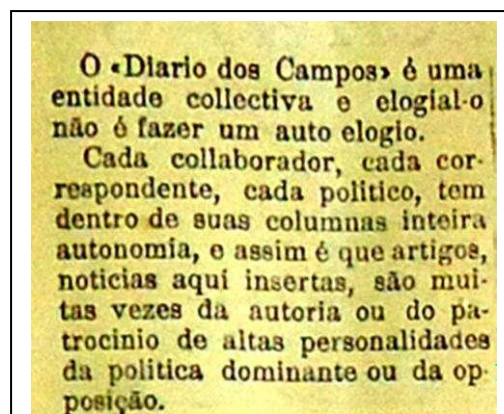 O «Diario dos Campos» é uma
entidade collectiva e elogial-o
não é fazer um auto elogio.
Cada collaborador, cada cor-
respondente, cada politico, tem
dentro de suas columnas inteira
autonomia, e assim é que artigos,
noticias aqui insertas, são mui-
tas vezes da autoria ou do pa-
trocinio de altas personalidades
da politica dominante ou da op-
posição.